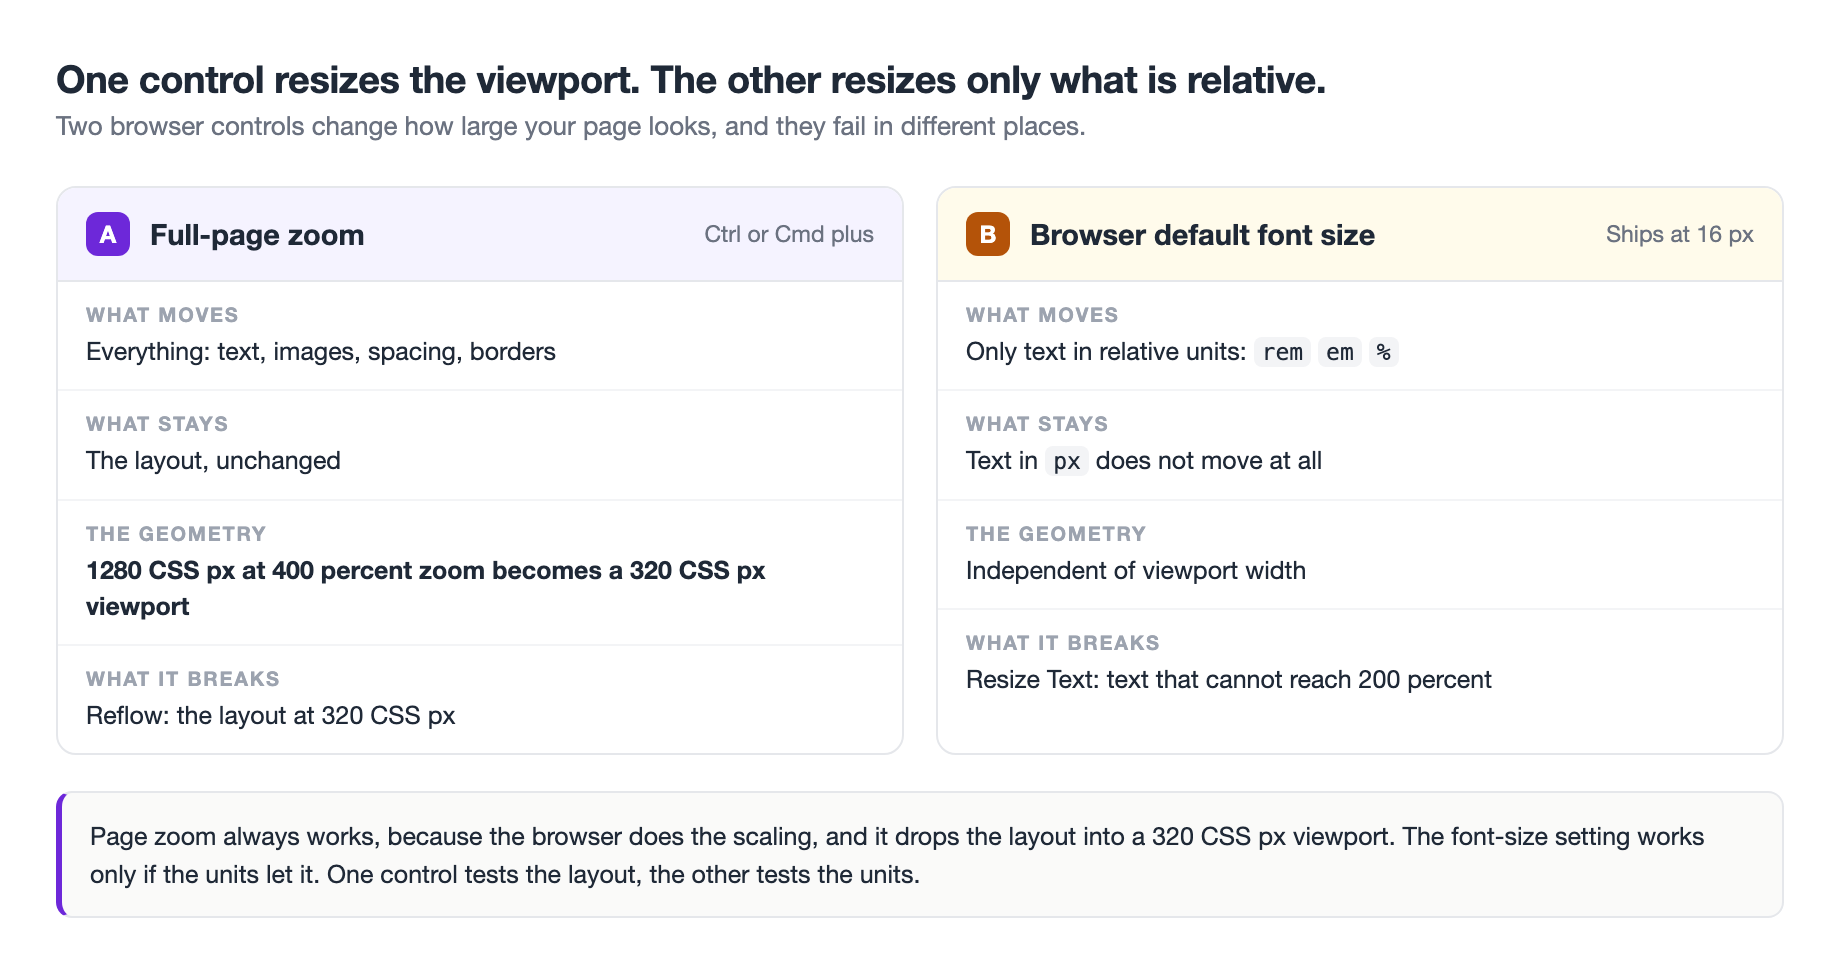 One control resizes the viewport. The other resizes only what is relative.
Two browser controls change how large your page looks, and they fail in different places.
A Full-page zoom Ctrl or Cmd plus
WHAT MOVES
Everything: text, images, spacing, borders
WHAT STAYS
The layout, unchanged
THE GEOMETRY
1280 CSS px at 400 percent zoom becomes a 320 CSS px
viewport
WHAT IT BREAKS
Reflow: the layout at 320 CSS px
B Browser default font size Ships at 16 px
WHAT MOVES
Only text in relative units: rem em %
WHAT STAYS
Text in px does not move at all
THE GEOMETRY
Independent of viewport width
WHAT IT BREAKS
Resize Text: text that cannot reach 200 percent
Page zoom always works, because the browser does the scaling, and it drops the layout into a 320 CSS px viewport. The font-size setting works
only if the units let it. One control tests the layout, the other tests the units.